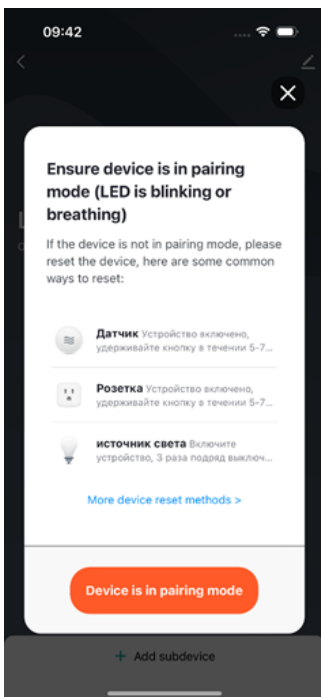 09:42
Ensure device is in pairing
mode (LED is blinking or
breathing)
If the device is not in pairing mode, please
reset the device, here are some common
ways to reset:
Датчик Устройство включено,
удерживайте кнопку в течении 5-7...
Розетка Устройство включено,
удерживайте кнопку в течении 5-7...
источник света Включите
устройство, 3 раза подряд выключ...
More device reset methods >
Device is in pairing mode
+ Add subdevice